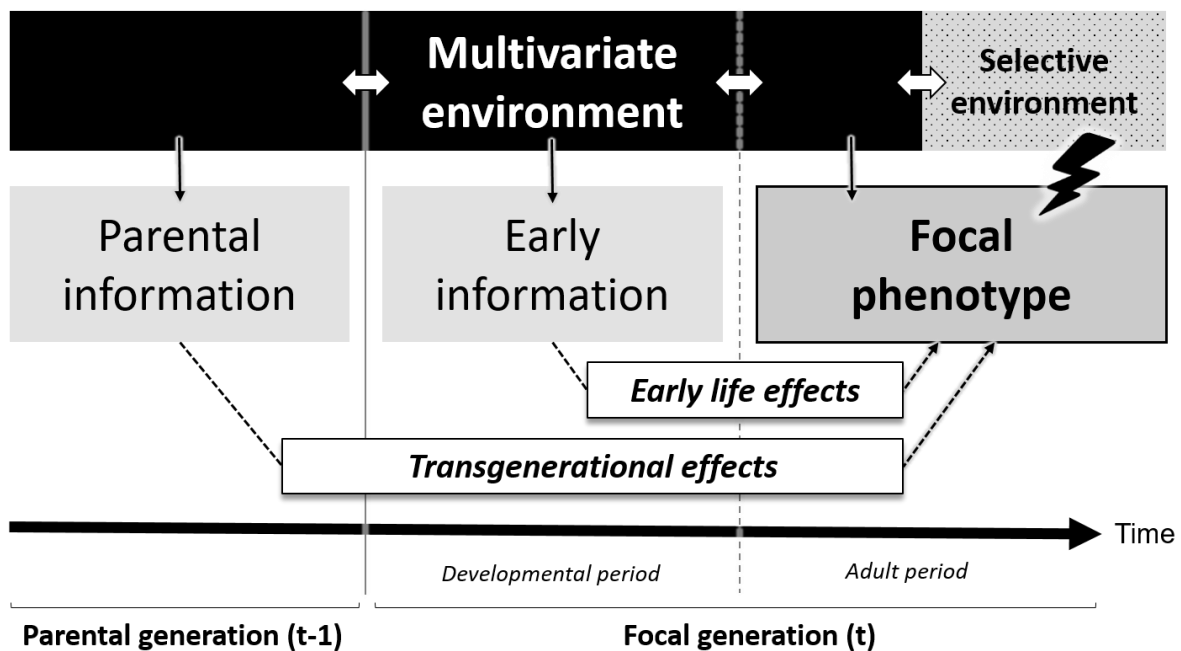 Multivariate
environment
Selective
environment
Parental
information
Early
information
Focal
phenotype
Early life effects
Transgenerational effects
Time
Developmental period
Adult period
Parental generation (t-1)
Focal generation (t)